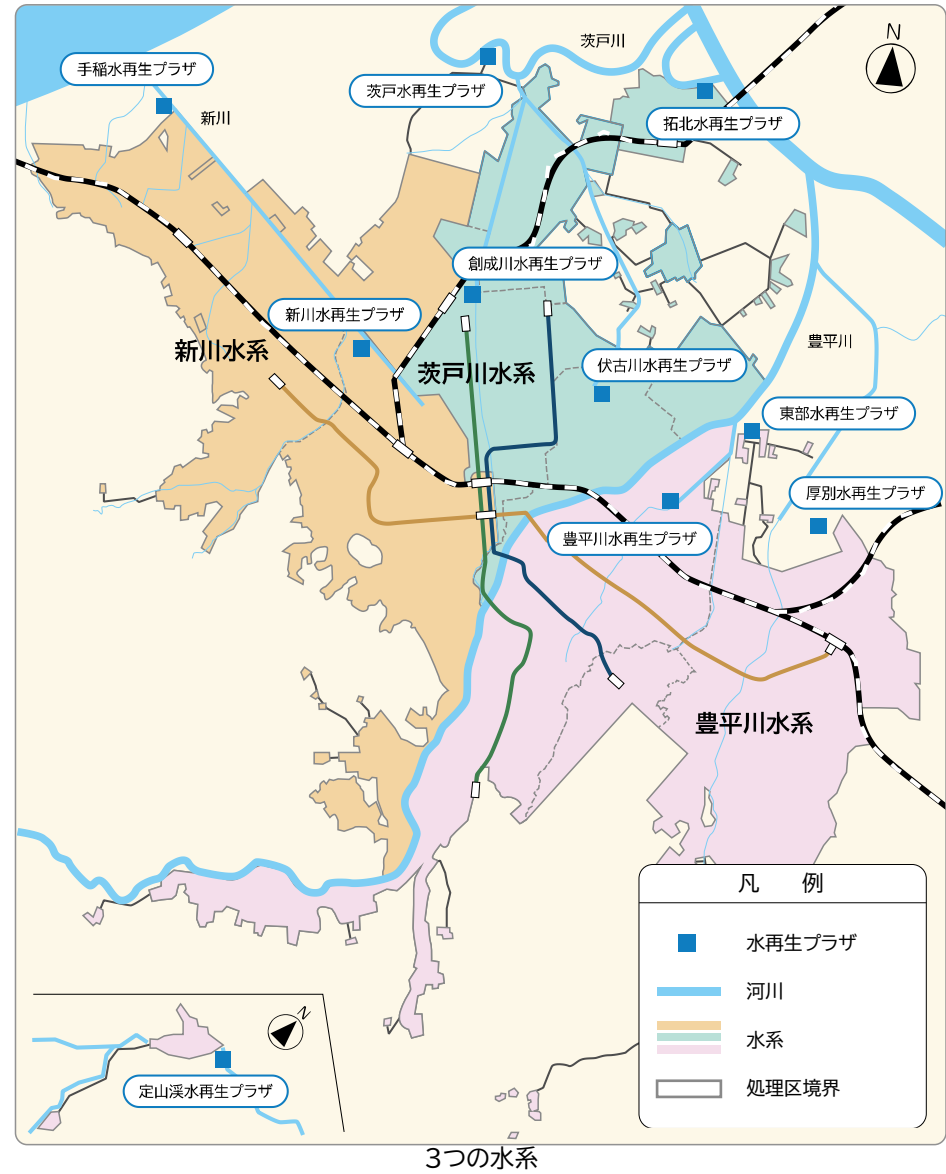 手稲水再生プラザ
新川
茨戸川
N
茨戸水再生プラザ
拓北水再生プラザ
創成川水再生プラザ
新川水再生プラザ
新川水系
茨戸川水系
伏古川水再生プラザ
豊平川
東部水再生プラザ
厚別水再生プラザ
豊平川水再生プラザ
豊平川水系
凡 例
水再生プラザ
河川
水系
処理区境界
N
定山渓水再生プラザ
3つの水系